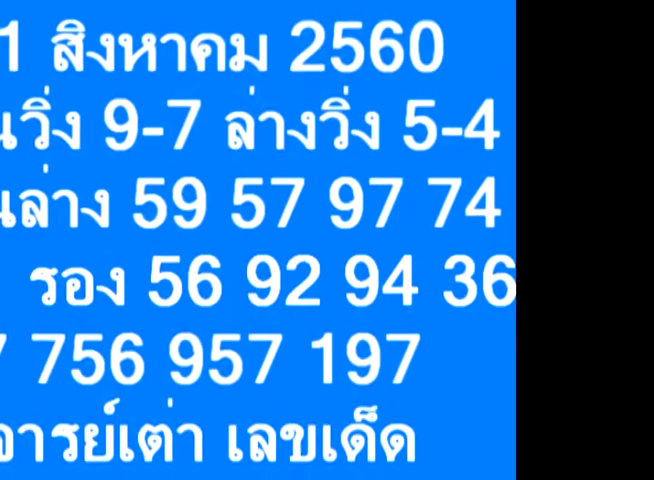 1 สิงหาคม 2560
นวิ่ง 9-7 ล่างวิ่ง 5-4
นล่าง 59 57 97 74
รอง 56 92 94 36
7 756 957 197
จารย์เต่า เลขเด็ด